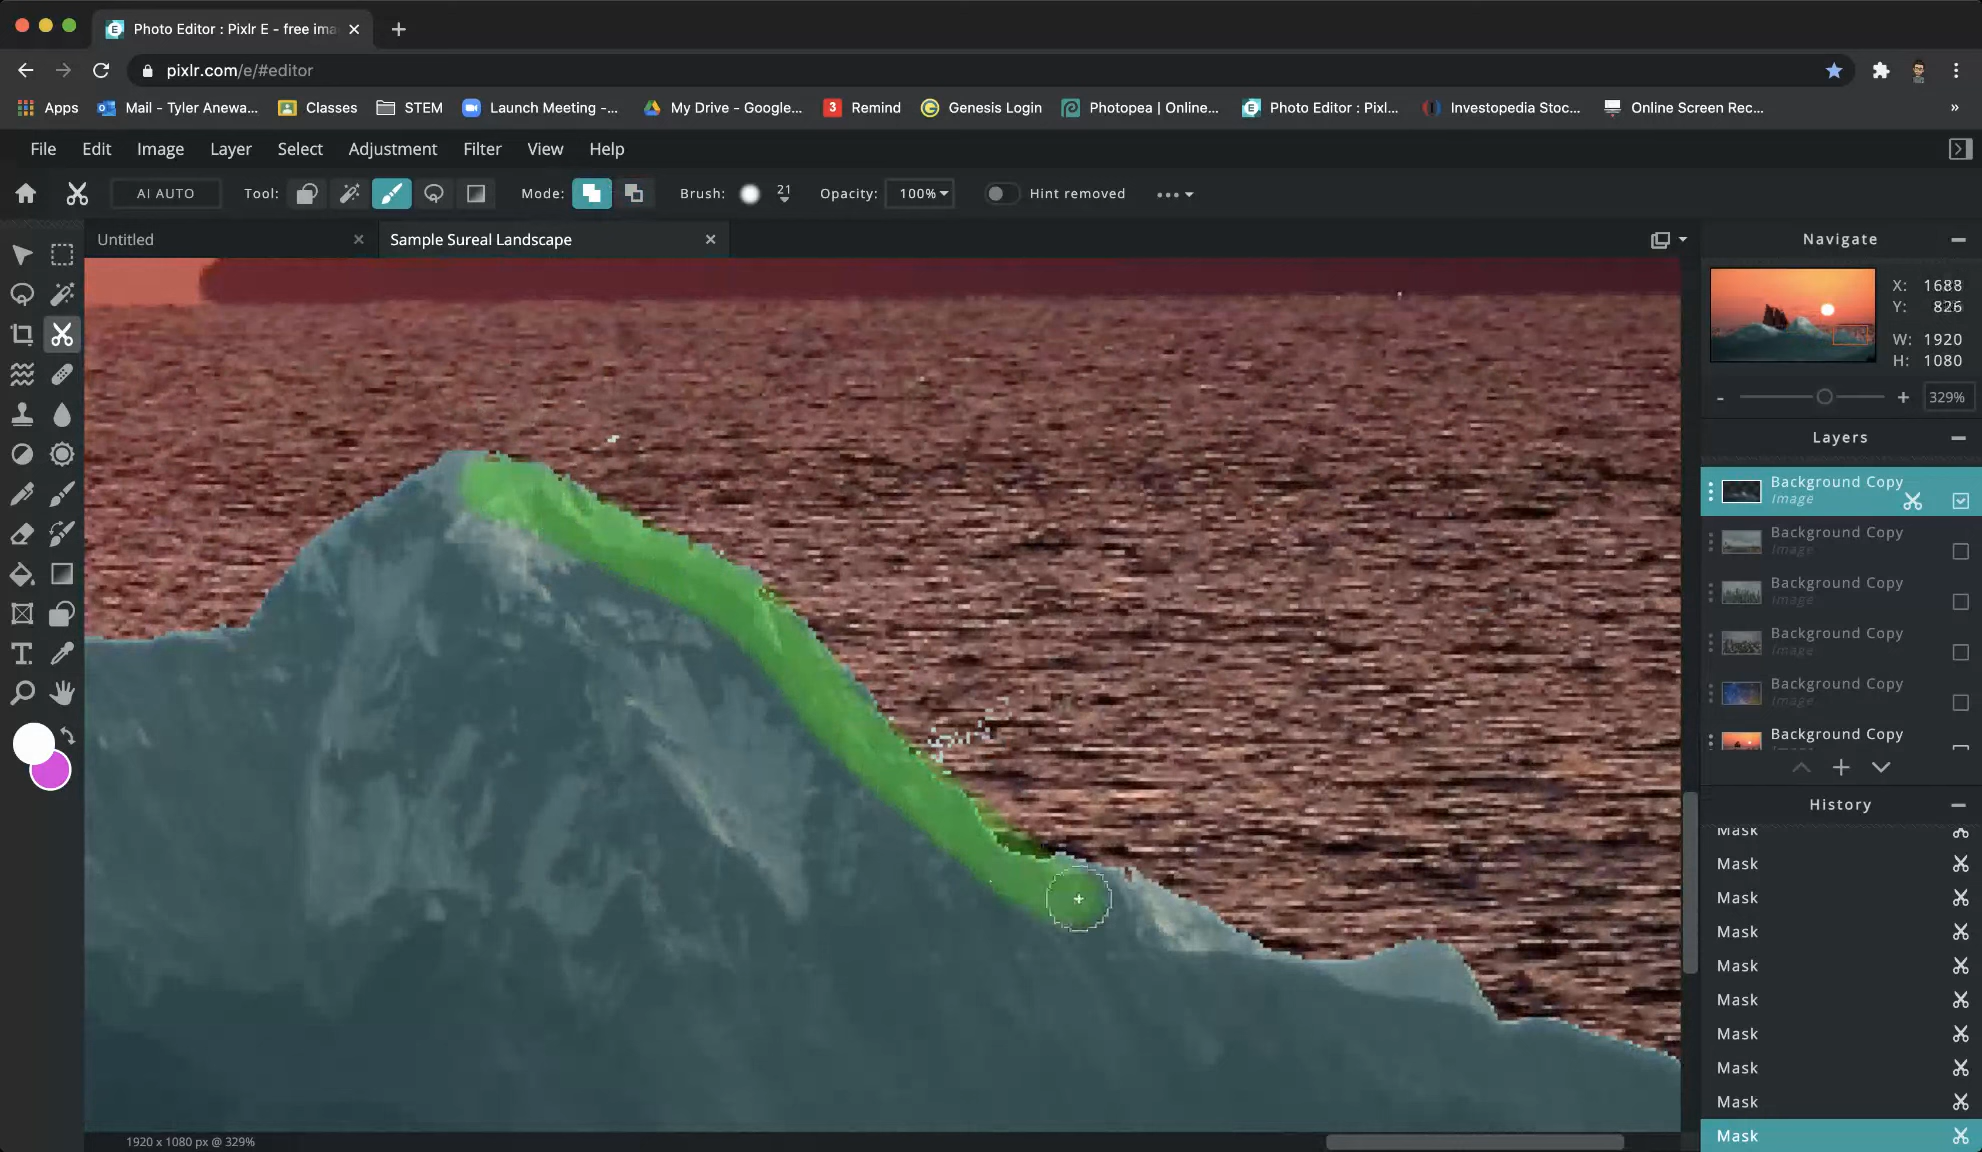 Photo Editor : Pixlr E - free ima
pixlr.com/e/#editor
Apps
Mail - Tyler Anewa...
Classes
STEM
Launch Meeting -...
My Drive - Google...
Remind
Genesis Login
Photopea | Online...
Photo Editor : Pixl...
Investopedia Stoc...
Online Screen Rec...
»
File Edit Image Layer Select Adjustment Filter View Help
AI AUTO Tool: Mode: Brush: 21 Opacity: 100% Hint removed
Untitled
Sample Sureal Landscape
Navigate
X: 1688
Y: 826
W: 1920
H: 1080
- + 329%
Layers
Background Copy
Image
Background Copy
Image
Background Copy
Image
Background Copy
Image
Background Copy
Image
Background Copy
History
Mask
Mask
Mask
Mask
Mask
Mask
Mask
Mask
Mask
Mask
1920 x 1080 px @ 329%